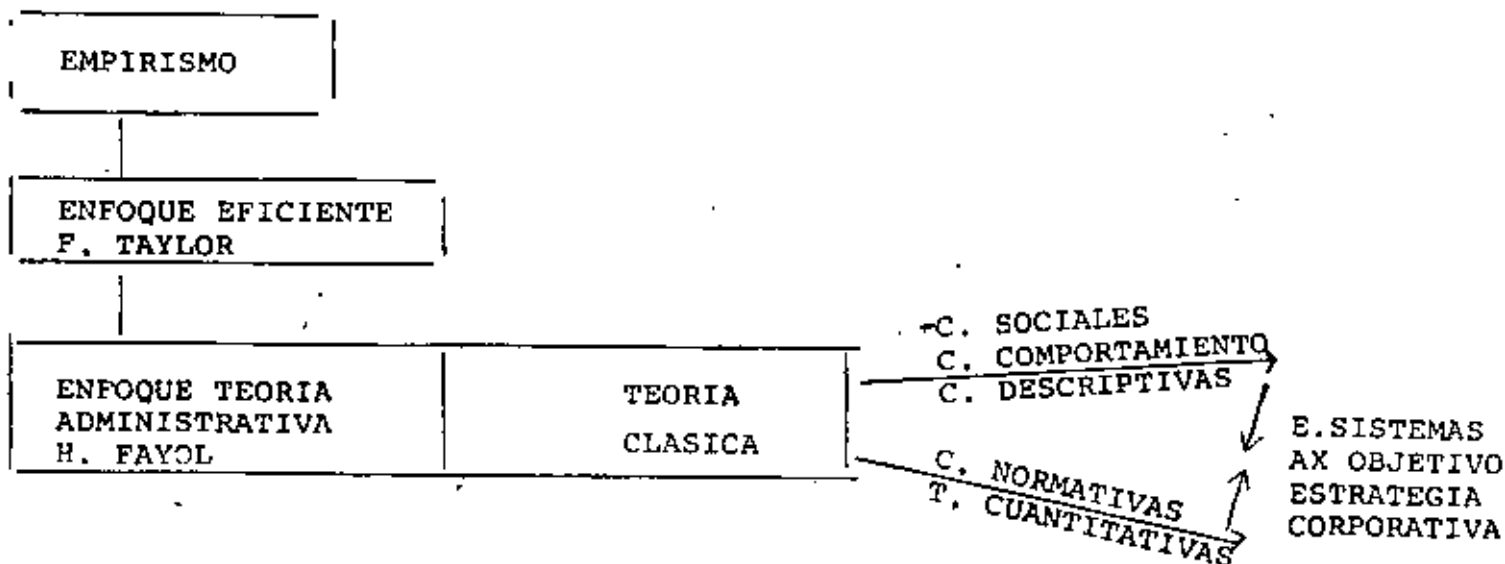 EMPIRISMO
ENFOQUE EFICIENTE
F. TAYLOR
ENFOQUE TEORIA
ADMINISTRATIVA
H. FAYOL
TEORIA
CLASICA
C. SOCIALES
C. COMPORTAMIENTO
C. DESCRIPTIVAS
C. NORMATIVAS
T. CUANTITATIVAS
E.SISTEMAS
AX OBJETIVO
ESTRATEGIA
CORPORATIVA